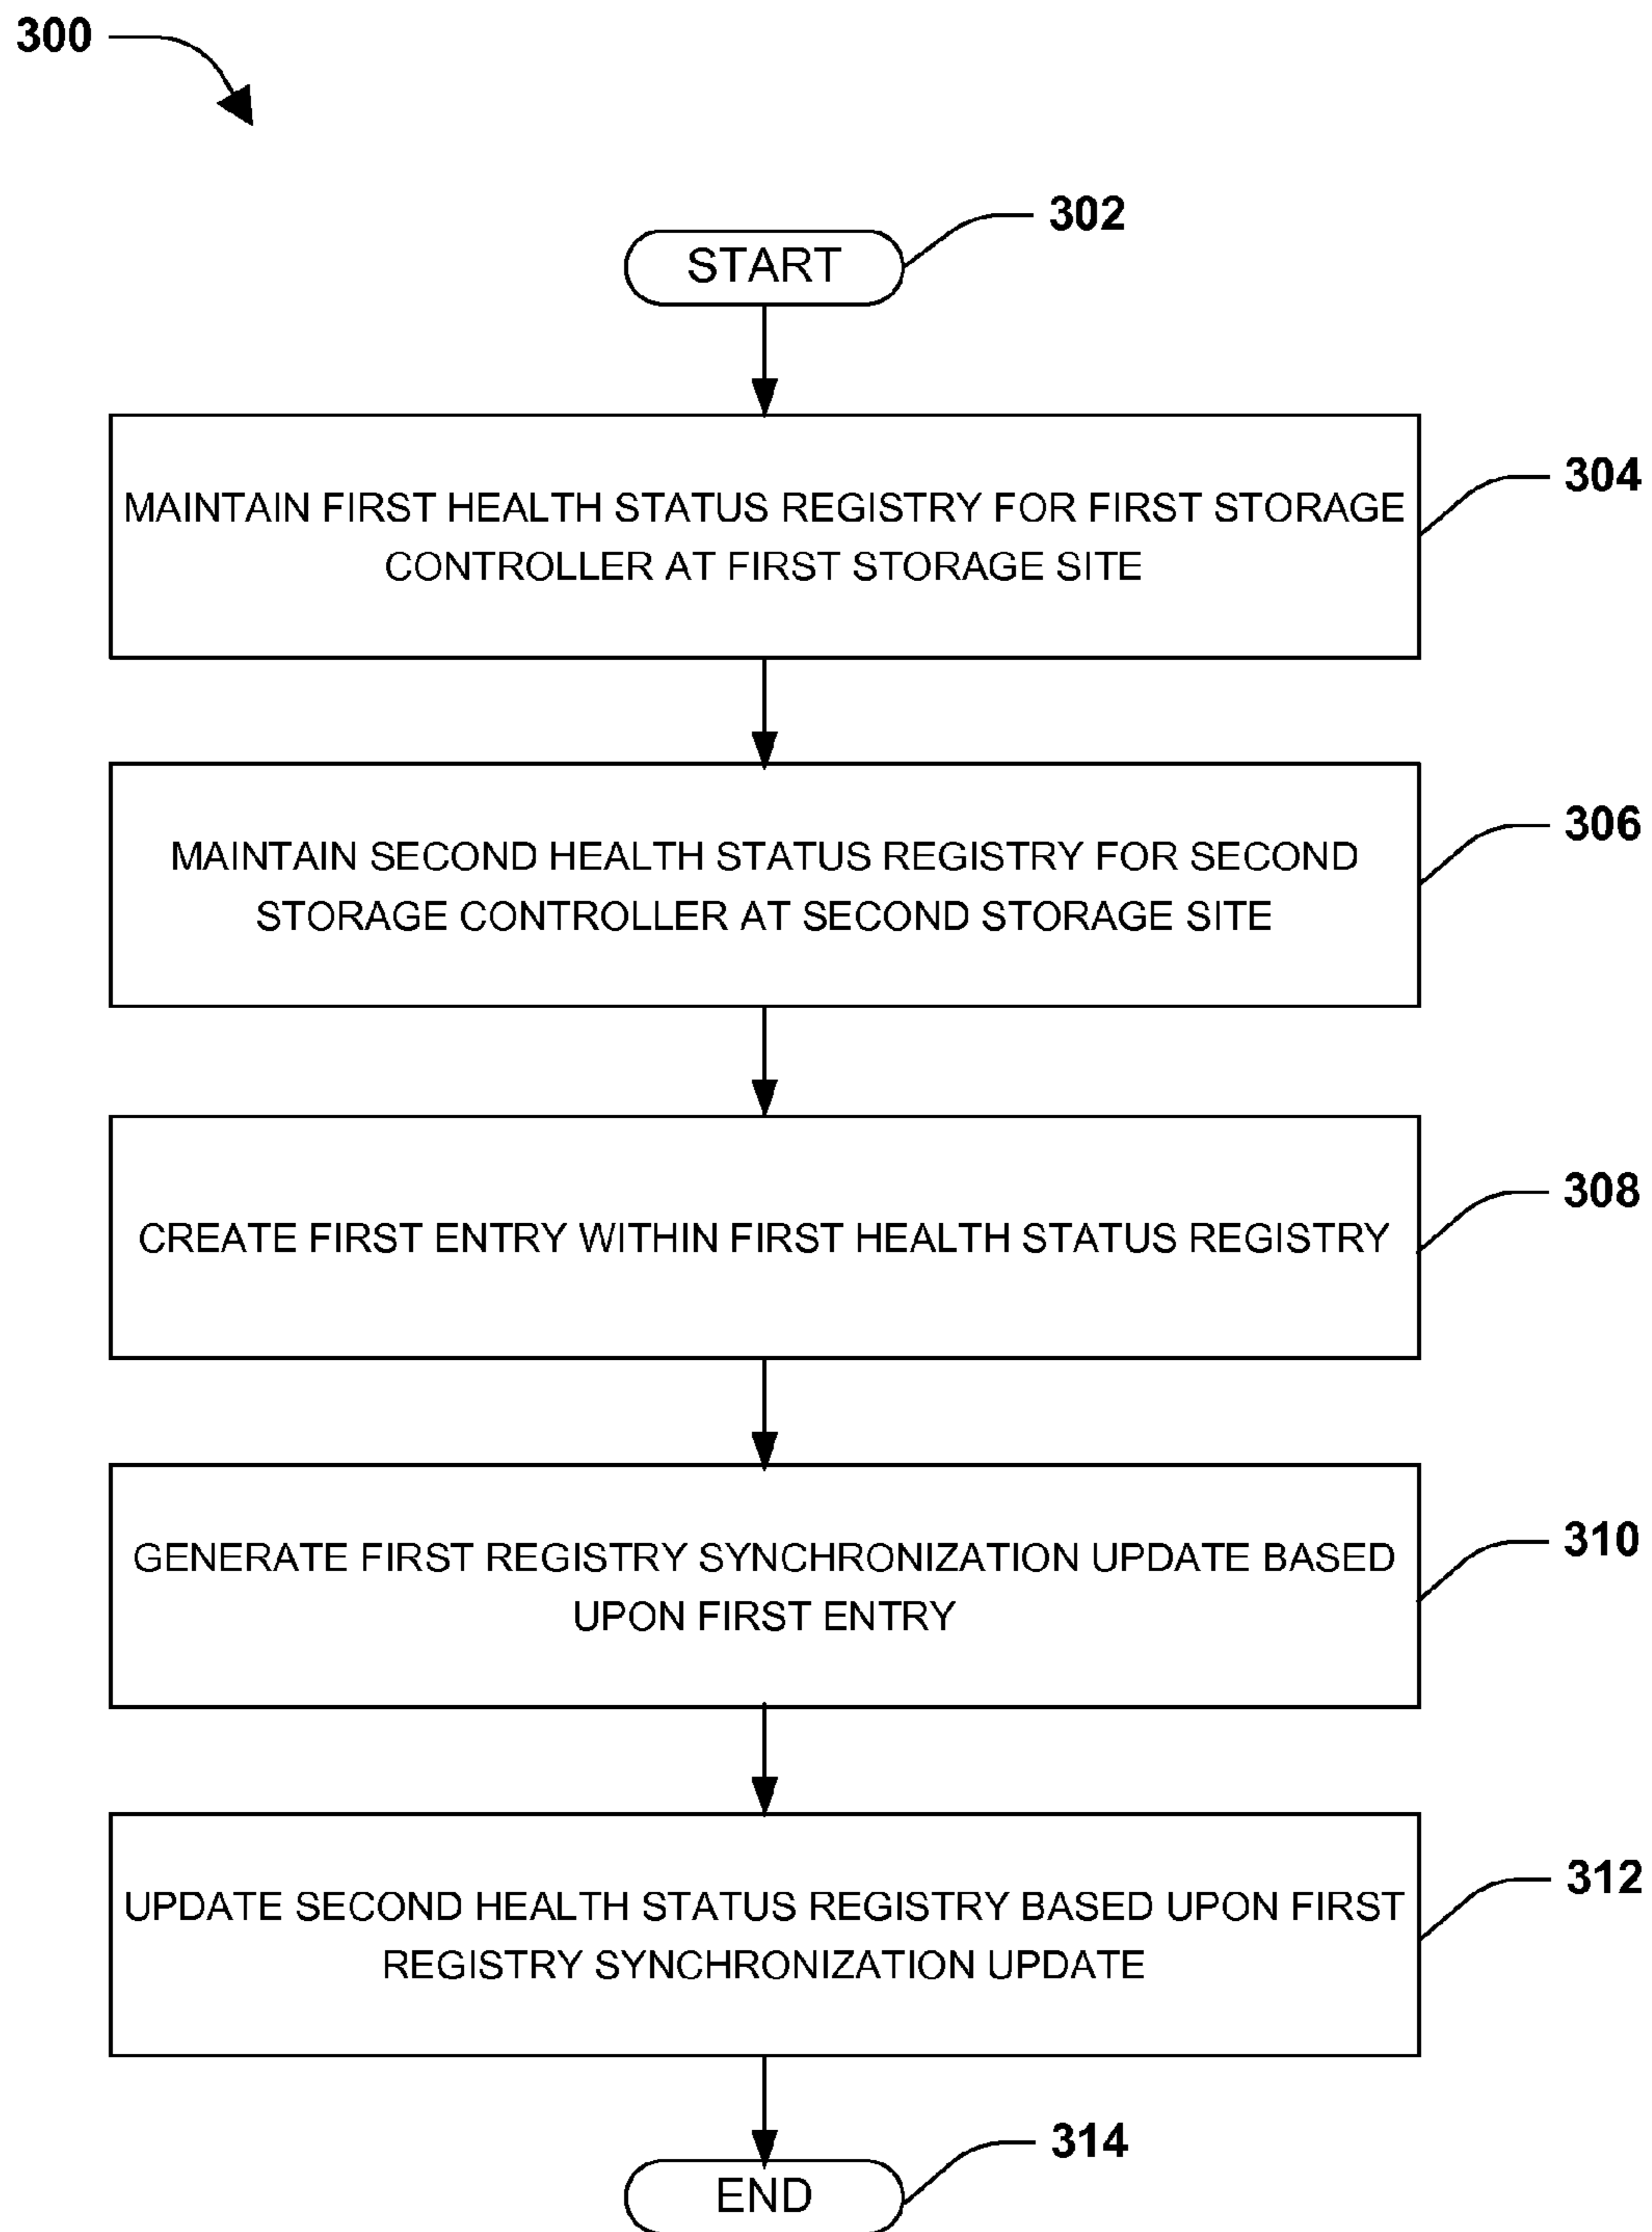 300
302
START
304
MAINTAIN FIRST HEALTH STATUS REGISTRY FOR FIRST STORAGE
CONTROLLER AT FIRST STORAGE SITE
306
MAINTAIN SECOND HEALTH STATUS REGISTRY FOR SECOND
STORAGE CONTROLLER AT SECOND STORAGE SITE
308
CREATE FIRST ENTRY WITHIN FIRST HEALTH STATUS REGISTRY
310
GENERATE FIRST REGISTRY SYNCHRONIZATION UPDATE BASED
UPON FIRST ENTRY
312
UPDATE SECOND HEALTH STATUS REGISTRY BASED UPON FIRST
REGISTRY SYNCHRONIZATION UPDATE
314
END